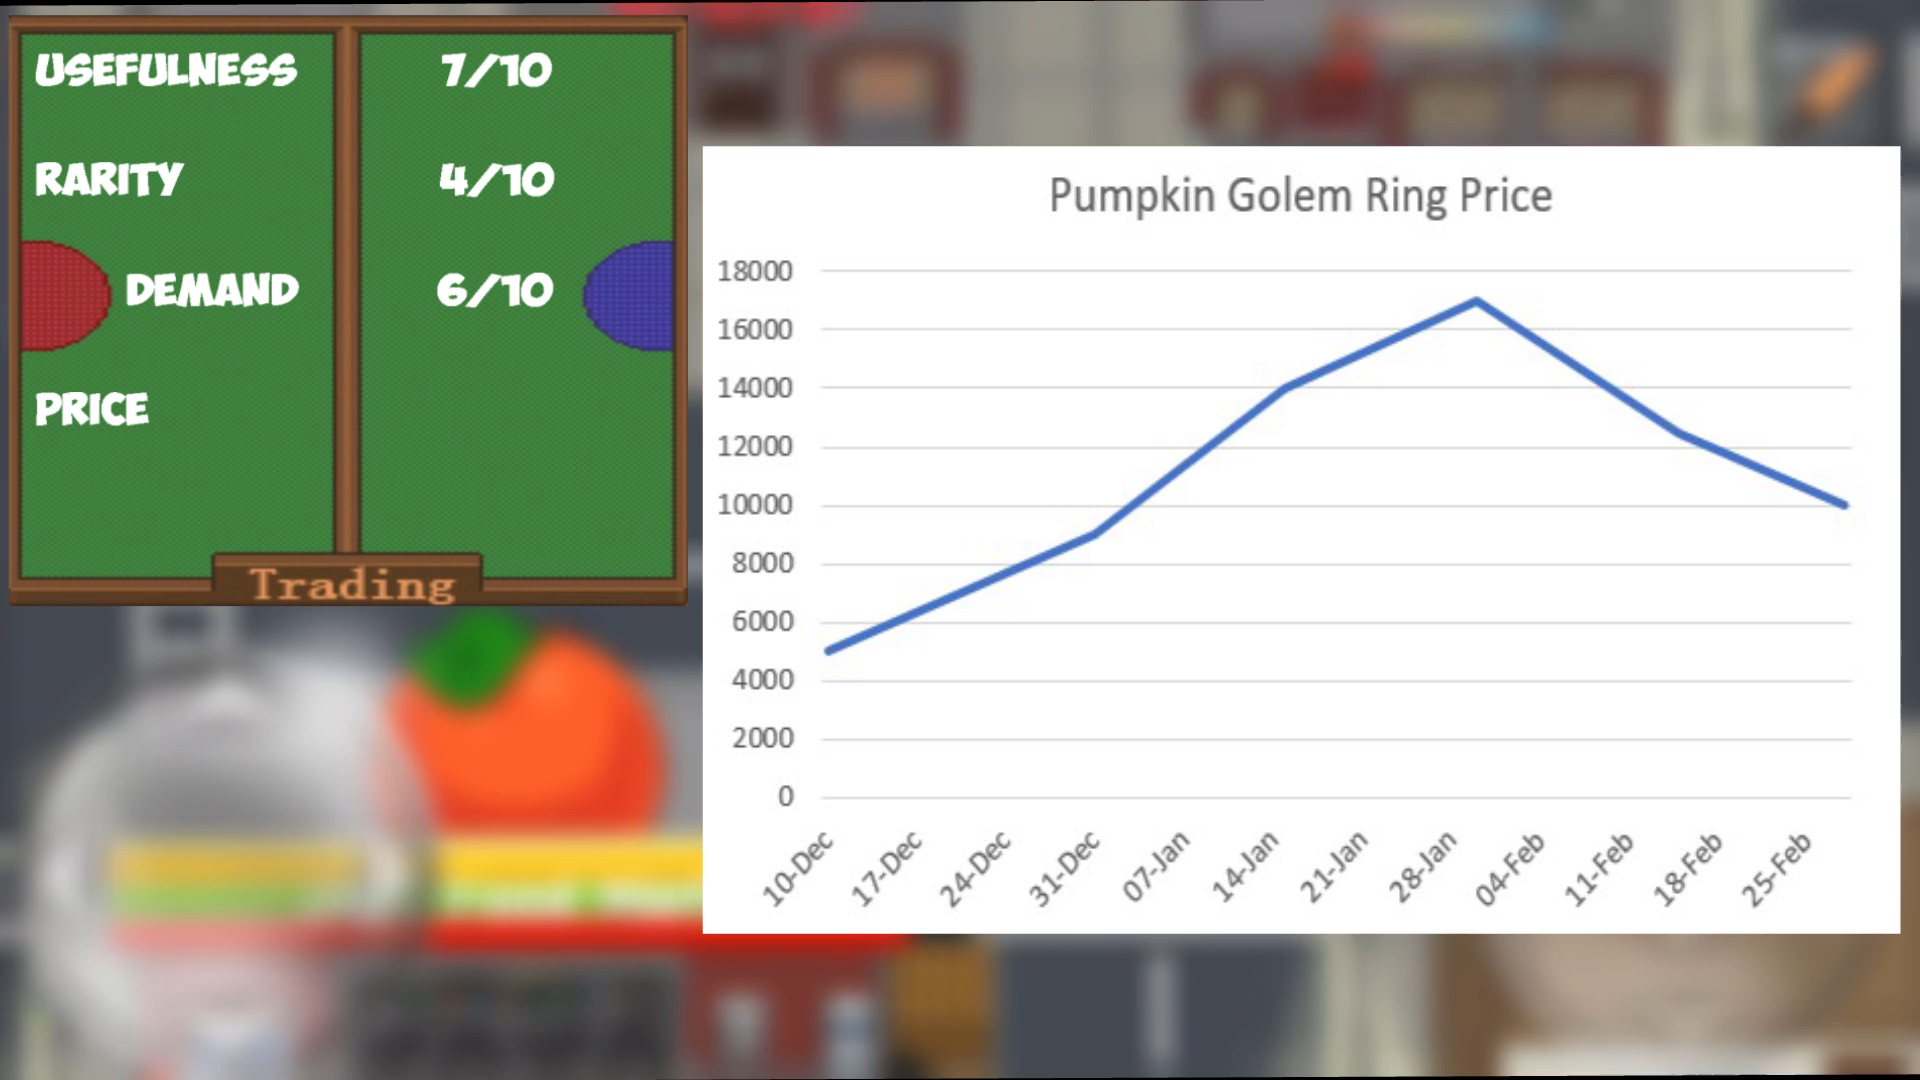 USEFULNESS 7/10
RARITY 4/10
DEMAND 6/10
PRICE
Trading
Pumpkin Golem Ring Price
18000
16000
14000
12000
10000
8000
6000
4000
2000
0
10-Dec 17-Dec 24-Dec 31-Dec 07-Jan 14-Jan 21-Jan 28-Jan 04-Feb 11-Feb 18-Feb 25-Feb